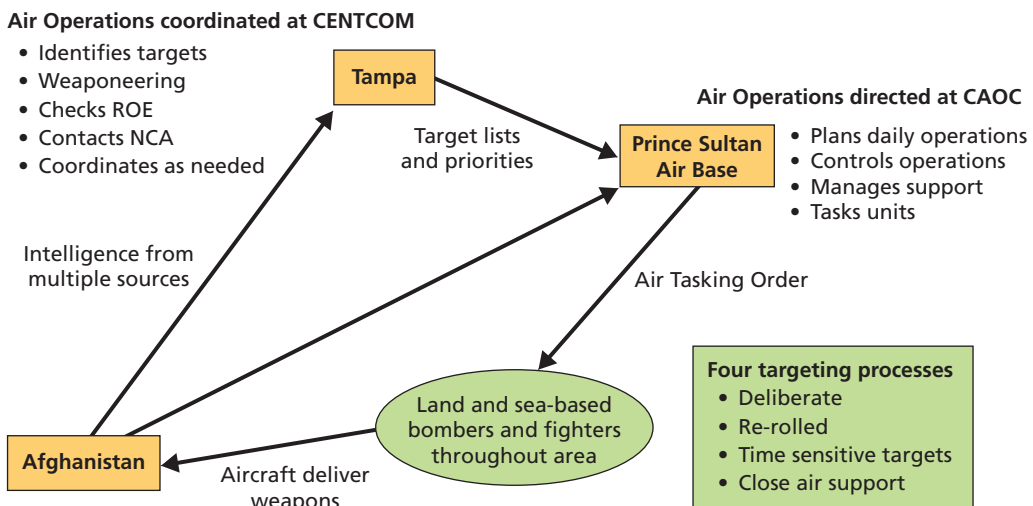 Air Operations coordinated at CENTCOM
• Identifies targets
• Weaponeering
• Checks ROE
• Contacts NCA
• Coordinates as needed
Tampa
Target lists
and priorities
Air Operations directed at CAOC
Prince Sultan
Air Base
• Plans daily operations
• Controls operations
• Manages support
• Tasks units
Intelligence from
multiple sources
Air Tasking Order
Land and sea-based
bombers and fighters
throughout area
Afghanistan
Aircraft deliver
weapons
Four targeting processes
• Deliberate
• Re-rolled
• Time sensitive targets
• Close air support